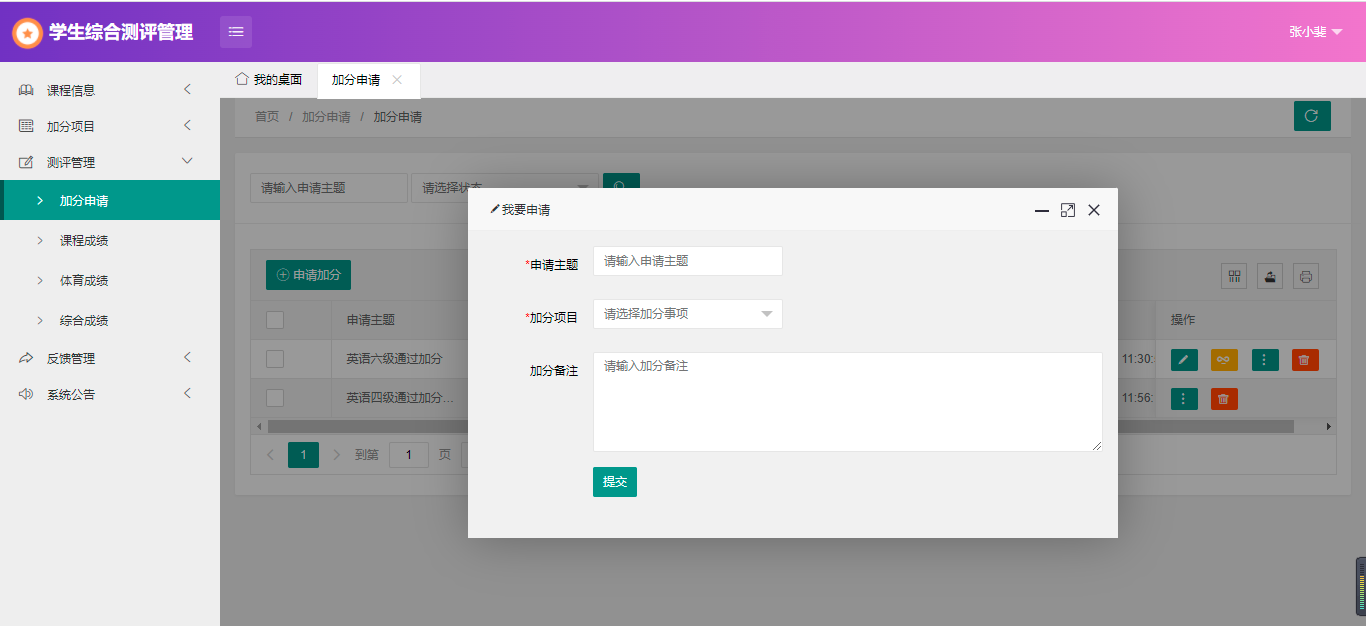 学生综合测评管理
张小斐
课程信息
加分项目
测评管理
加分申请
课程成绩
体育成绩
综合成绩
反馈管理
系统公告
我的桌面
加分申请
首页 / 加分申请 / 加分申请
请输入申请主题
请选择状态
申请加分
申请主题
操作
英语六级通过加分
11:30:
英语四级通过加分...
11:56:
1
到第
1
页
我要申请
*申请主题
请输入申请主题
*加分项目
请选择加分事项
加分备注
请输入加分备注
提交